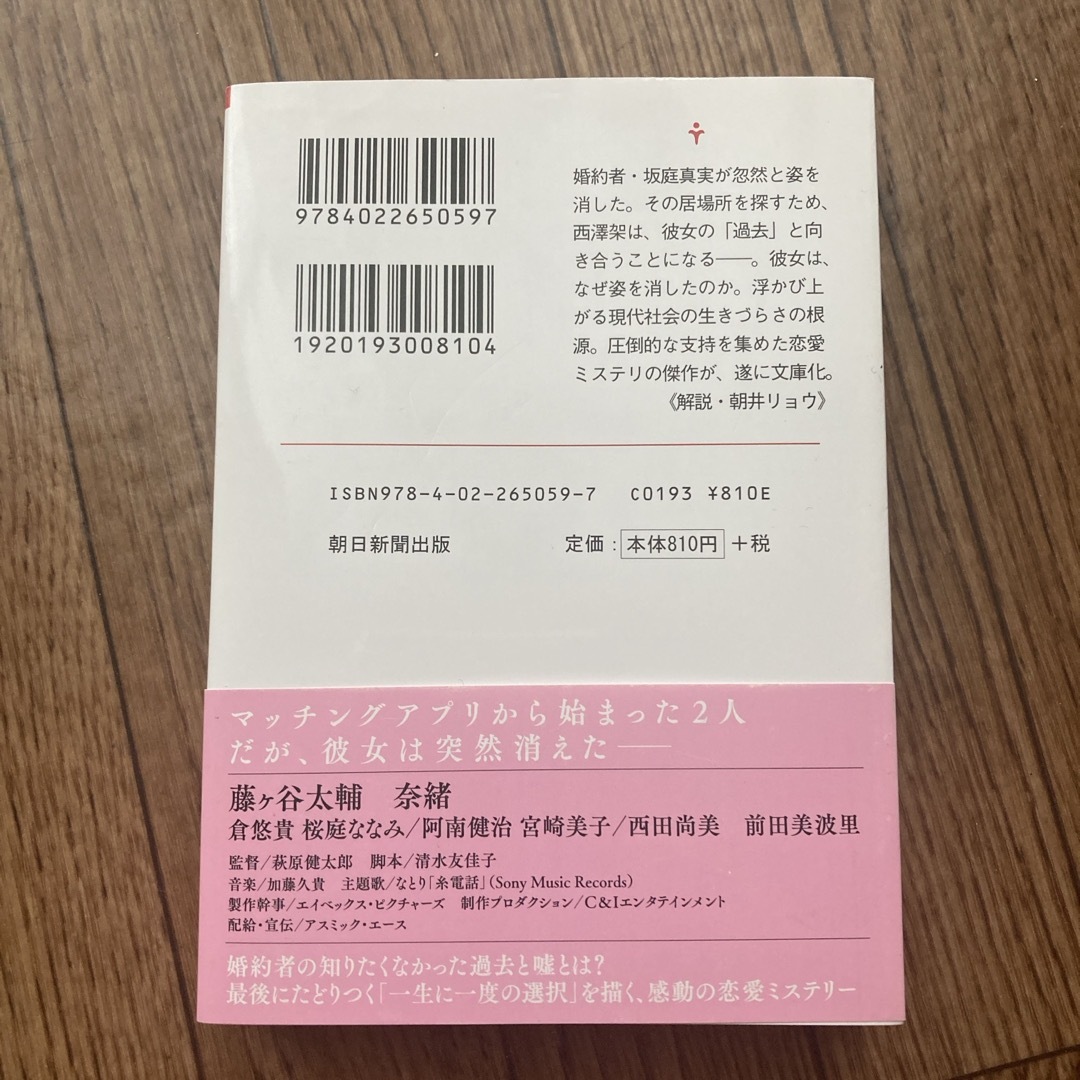 9784022650597
1920193008104
婚約者・坂庭真実が忽然と姿を
消した。その居場所を探すため、
西澤架は、彼女の「過去」と向
き合うことになる――。彼女は、
なぜ姿を消したのか。浮かび上
がる現代社会の生きづらさの根
源。圧倒的な支持を集めた恋愛
ミステリの傑作が、遂に文庫化。
《解説・朝井リョウ》
ISBN978-4-02-265059-7 C0193 ¥810E
朝日新聞出版 定価：本体810円＋税
マッチングアプリから始まった2人
だが、彼女は突然消えた――
藤ヶ谷太輔　奈緒
倉悠貴 桜庭ななみ/阿南健治 宮崎美子/西田尚美　前田美波里
監督/萩原健太郎　脚本/清水友佳子
音楽/加藤久貴　主題歌/なとり「糸電話」(Sony Music Records)
製作幹事/エイベックス・ピクチャーズ　制作プロダクション/C&Iエンタテインメント
配給・宣伝/アスミック・エース
婚約者の知りたくなかった過去と嘘とは?
最後にたどりつく「一生に一度の選択」を描く、感動の恋愛ミステリー